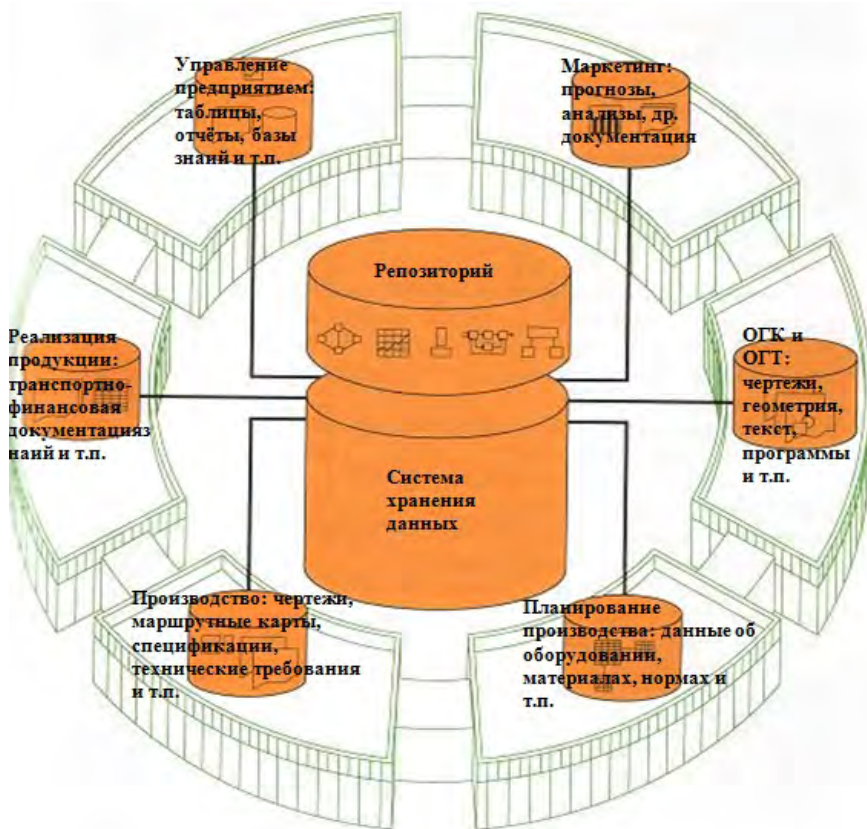 Управление
предприятием:
таблицы,
отчёты, базы
знаий и т.п.
Маркетинг:
прогнозы,
анализы, др.
документация
Репозиторий
Реализация
продукции:
транспортно-
финансовая
документацияз
наий и т.п.
ОГК и
ОГТ:
чертежи,
геометрия,
текст,
программы
и т.п.
Система
хранения
данных
Производство: чертежи,
маршрутные карты,
спецификации,
технические требования
и т.п.
Планирование
производства: данные об
оборудовании,
материалах, нормах и
т.п.